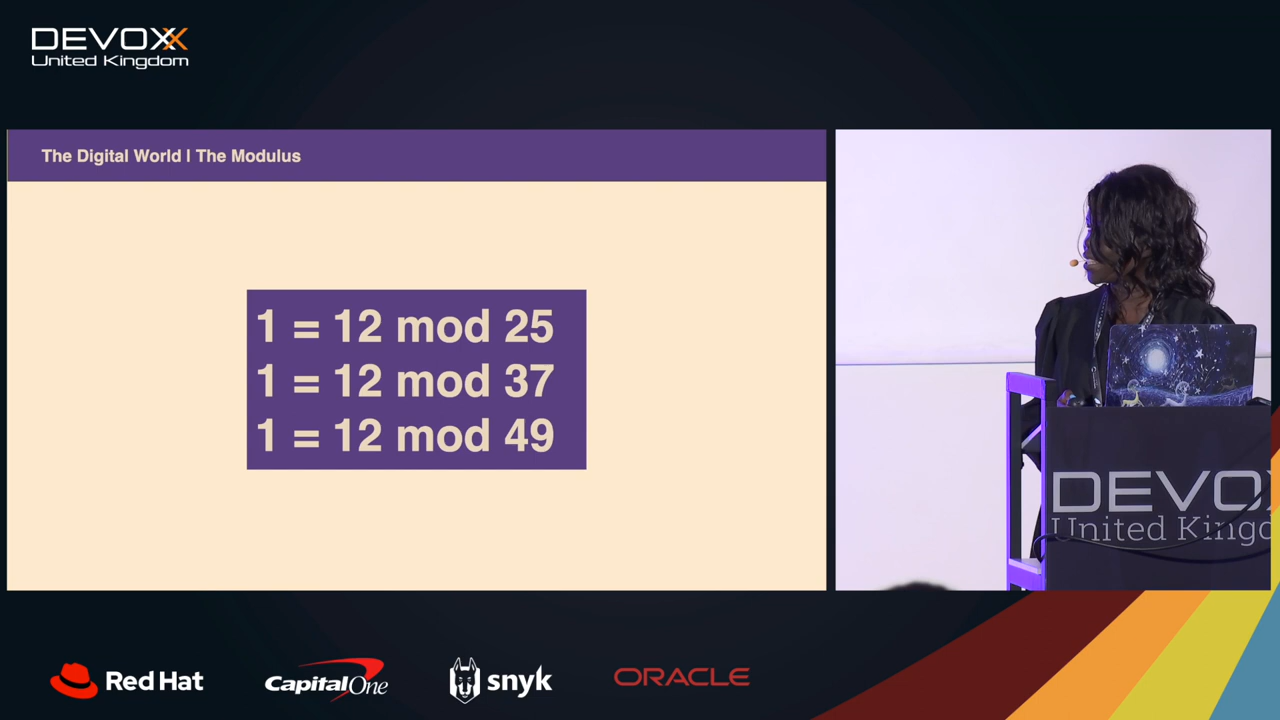 DEVOXX
United Kingdom
The Digital World | The Modulus
1 = 12 mod 25
1 = 12 mod 37
1 = 12 mod 49
DEVOX
United Kingd
Red Hat
Capital One
snyk
ORACLE